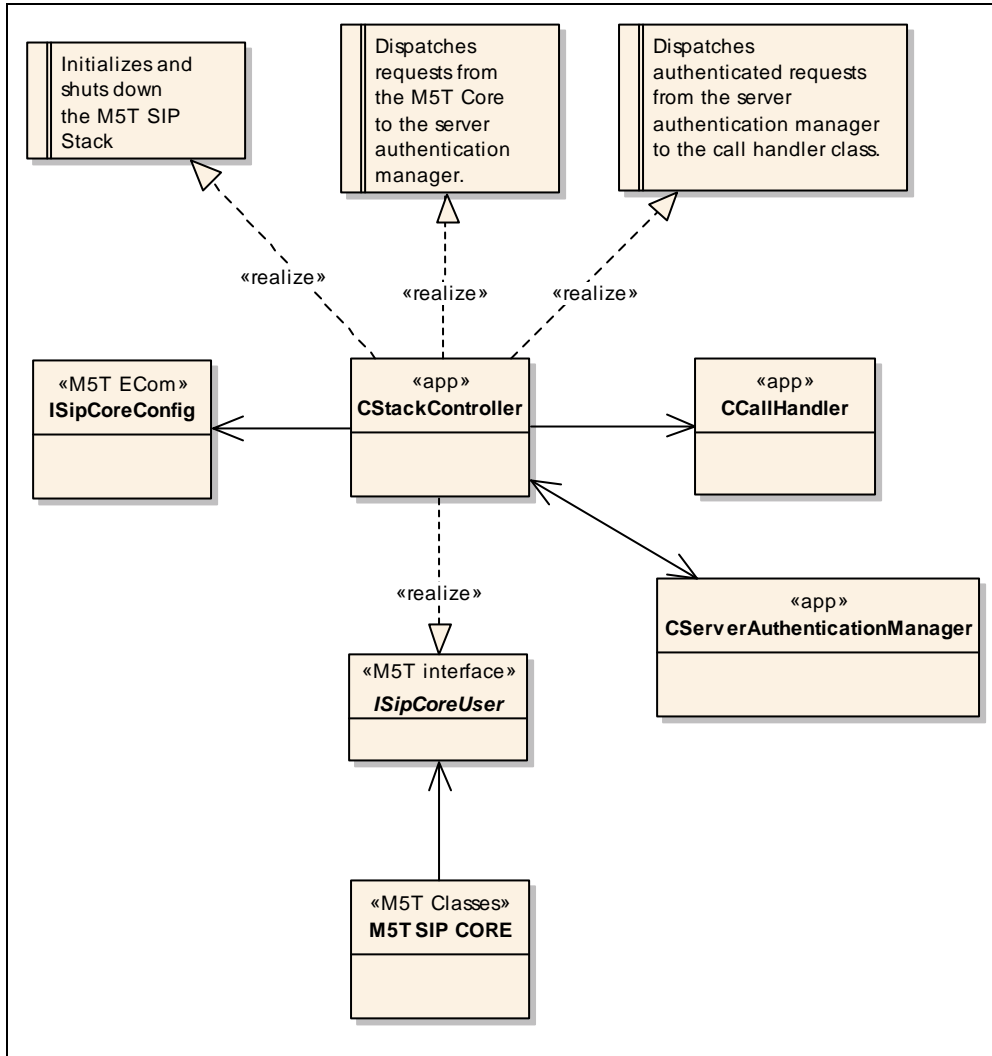 Initializes and
shuts down
the M5T SIP
Stack
Dispatches
requests from
the M5T Core
to the server
authentication
manager.
Dispatches
authenticated requests
from the server
authentication manager
to the call handler class.
«realize»
«realize»
«realize»
«M5T ECom»
ISipCoreConfig
«app»
CStackController
«app»
CCallHandler
«app»
CServerAuthenticationManager
«realize»
«M5T interface»
ISipCoreUser
«M5T Classes»
M5T SIP CORE